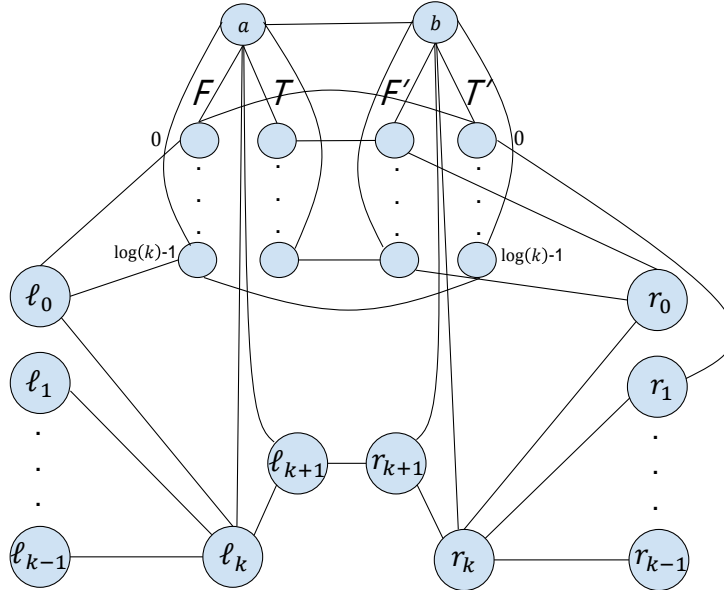 a b
F T F′ T′
0 0
log(k)-1 log(k)-1
ℓ₀ r₀
ℓ₁ r₁
ℓₖ₊₁ rₖ₊₁
ℓₖ₋₁ ℓₖ rₖ rₖ₋₁